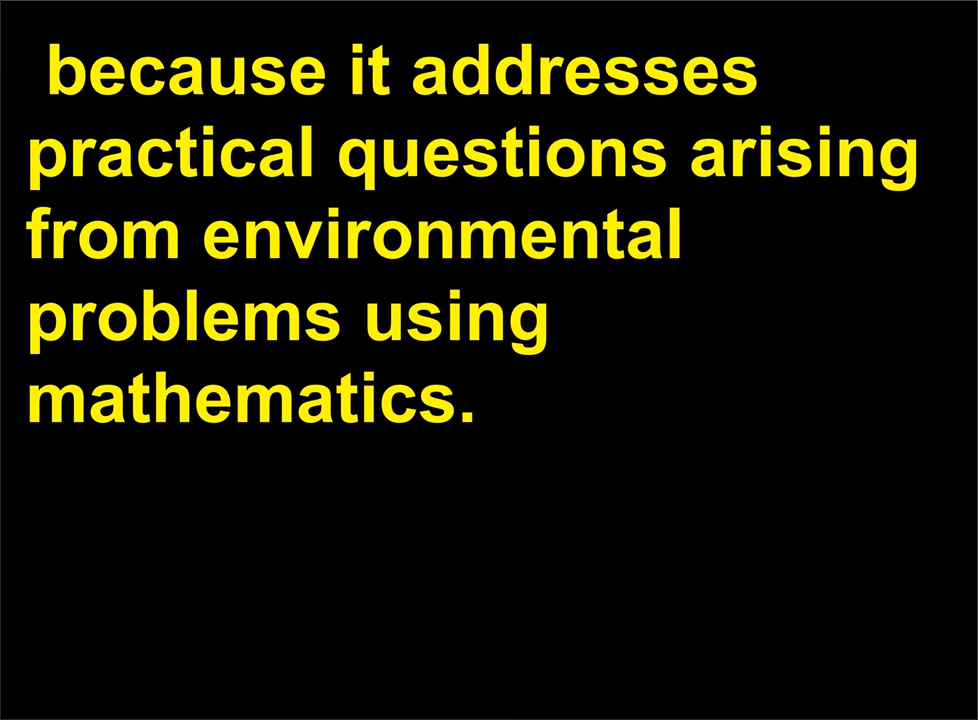 because it addresses
practical questions arising
from environmental
problems using
mathematics.